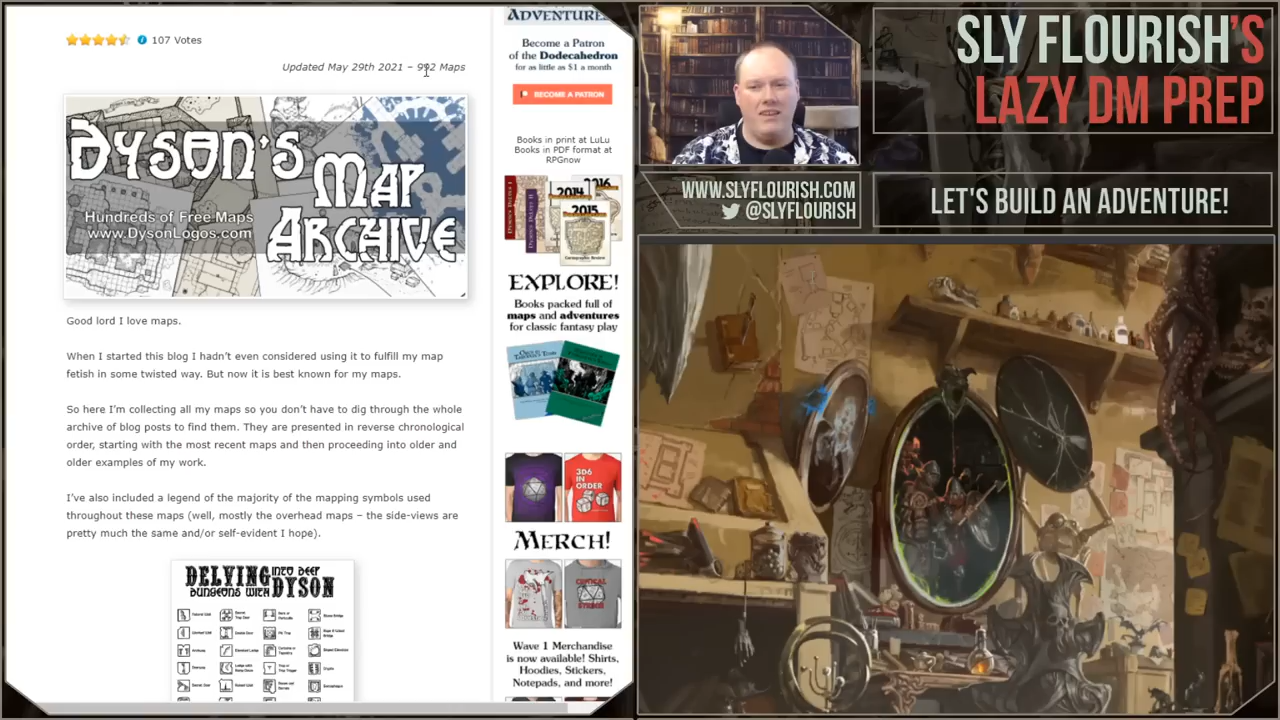 107 Votes
Updated May 29th 2021 – 992 Maps
DYSON'S
MAP
ARCHIVE
Hundreds of Free Maps
www.DysonLogos.com
Good lord I love maps.
When I started this blog I hadn't even considered using it to fulfill my map
fetish in some twisted way. But now it is best known for my maps.
So here I'm collecting all my maps so you don't have to dig through the whole
archive of blog posts to find them. They are presented in reverse chronological
order, starting with the most recent maps and then proceeding into older and
older examples of my work.
I've also included a legend of the majority of the mapping symbols used
throughout these maps (well, mostly the overhead maps – the side-views are
pretty much the same and/or self-evident I hope).
DELVING INTO DEEP
DUNGEONS WITH DYSON
ADVENTURE
Become a Patron
of the Dodecahedron
for as little as $1 a month
BECOME A PATRON
Books in print at LuLu
Books in PDF format at
RPGnow
2014
2016
2015
EXPLORE!
Books packed full of
maps and adventures
for classic fantasy play
3D6
IN
ORDER
MERCH!
CRITICAL
Wave 1 Merchandise
is now available! Shirts,
Hoodies, Stickers,
Notepads, and more!
SLY FLOURISH'S
LAZY DM PREP
WWW.SLYFLOURISH.COM
@SLYFLOURISH
LET'S BUILD AN ADVENTURE!